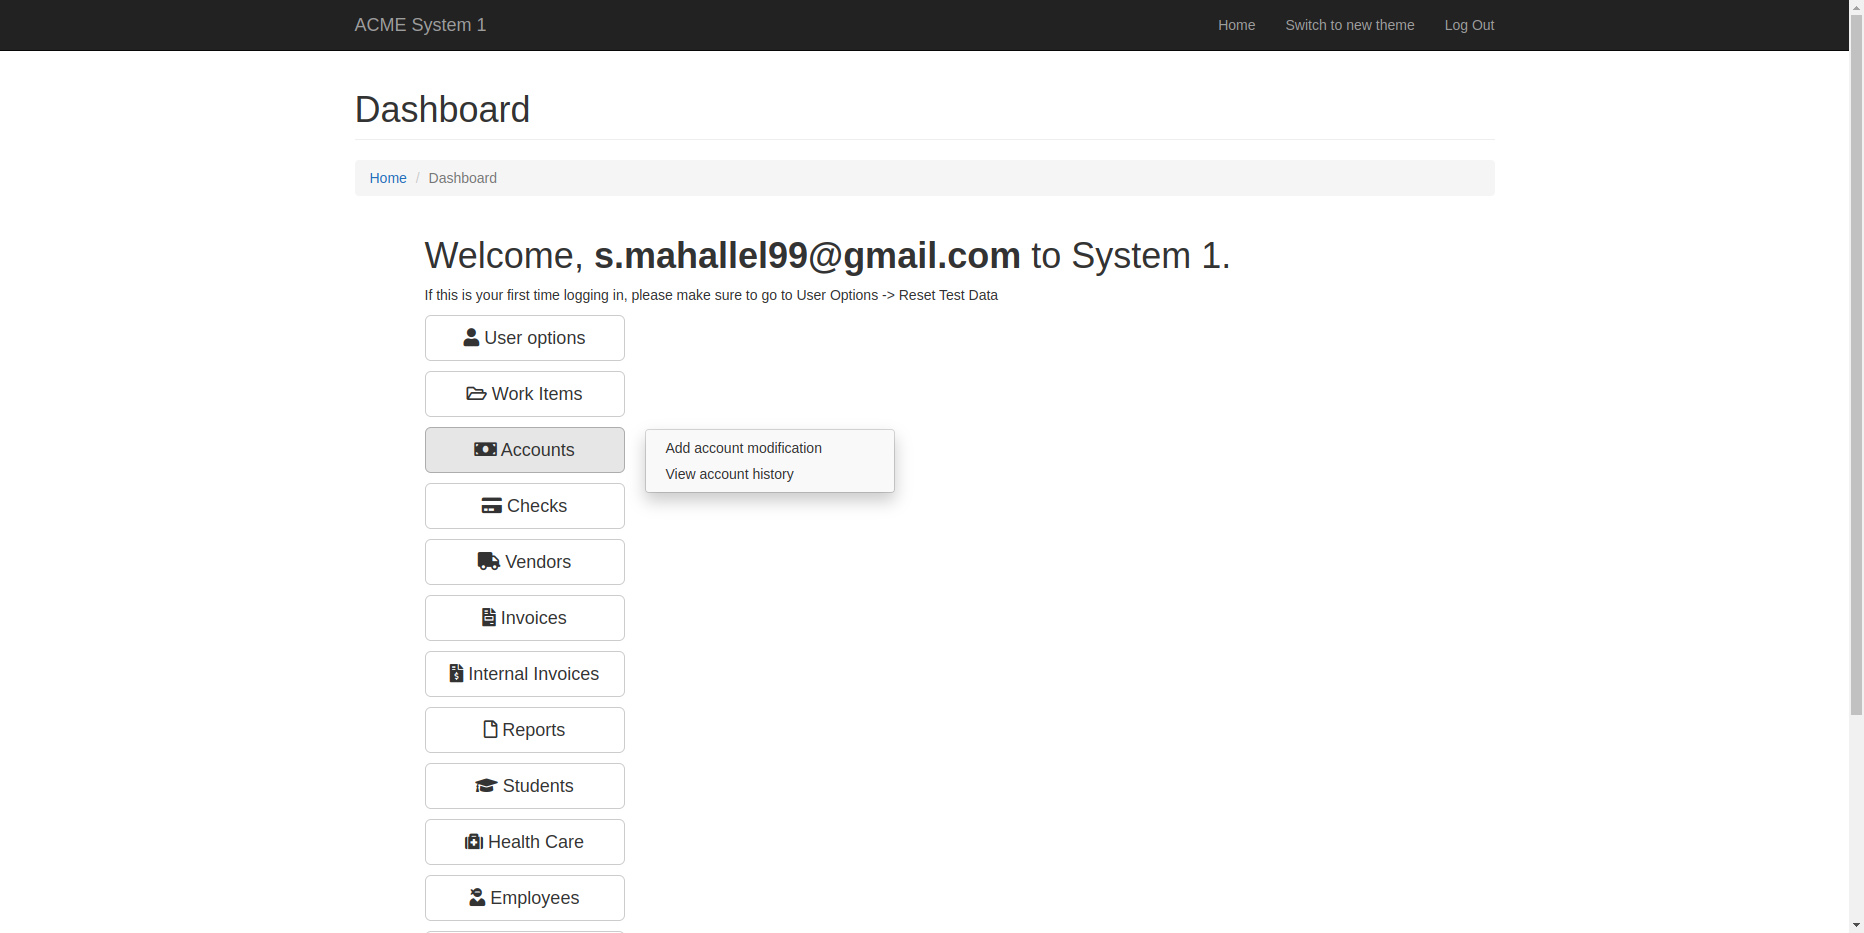 ACME System 1
Home
Switch to new theme
Log Out
Dashboard
Home / Dashboard
Welcome, s.mahallel99@gmail.com to System 1.
If this is your first time logging in, please make sure to go to User Options -> Reset Test Data
User options
Work Items
Accounts
Add account modification
View account history
Checks
Vendors
Invoices
Internal Invoices
Reports
Students
Health Care
Employees